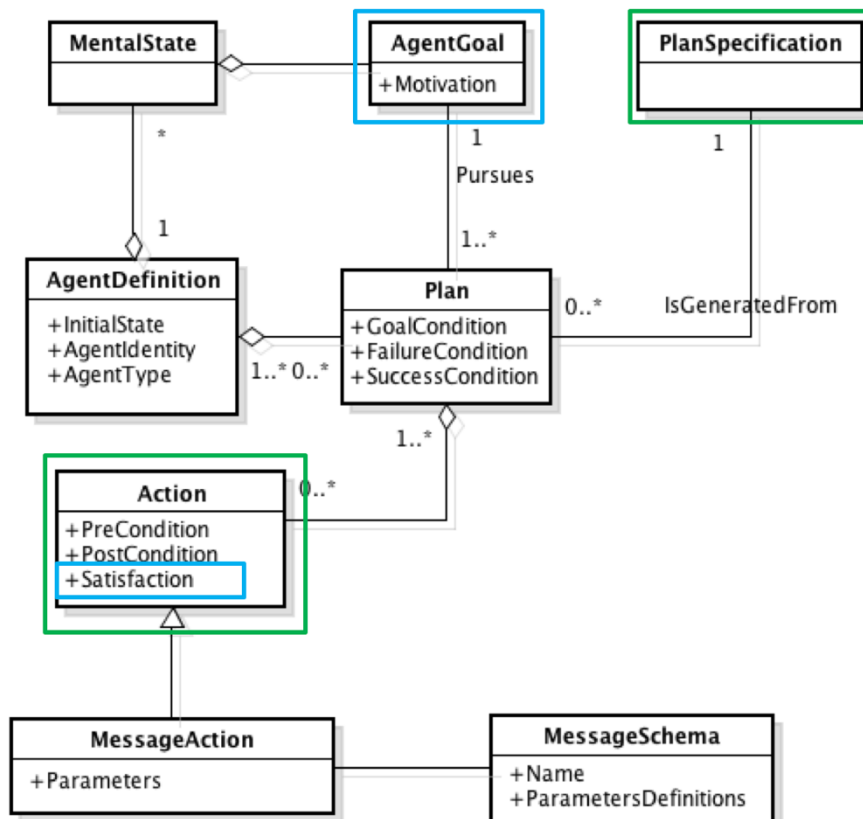 MentalState
AgentGoal
+Motivation
PlanSpecification
*
1
1
Pursues
1
1..*
AgentDefinition
+InitialState
+AgentIdentity
+AgentType
Plan
+GoalCondition
+FailureCondition
+SuccessCondition
0..*
IsGeneratedFrom
1..* 0..*
1..*
0..*
Action
+PreCondition
+PostCondition
+Satisfaction
MessageAction
+Parameters
MessageSchema
+Name
+ParametersDefinitions